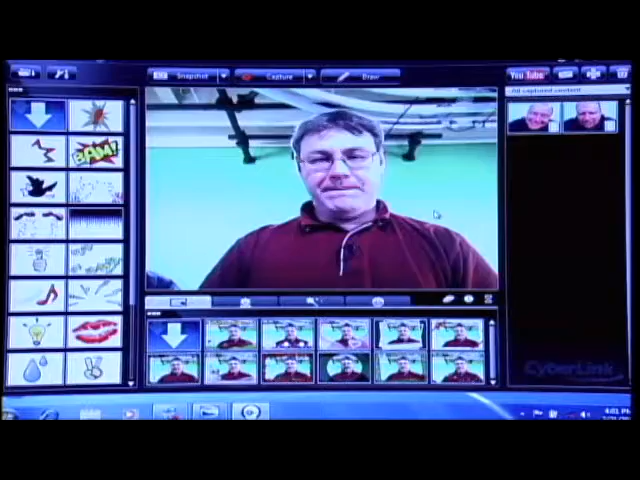 Snapshot
Capture
Draw
You Tube
All captured content
BAM!
CyberLink
4:01 PM